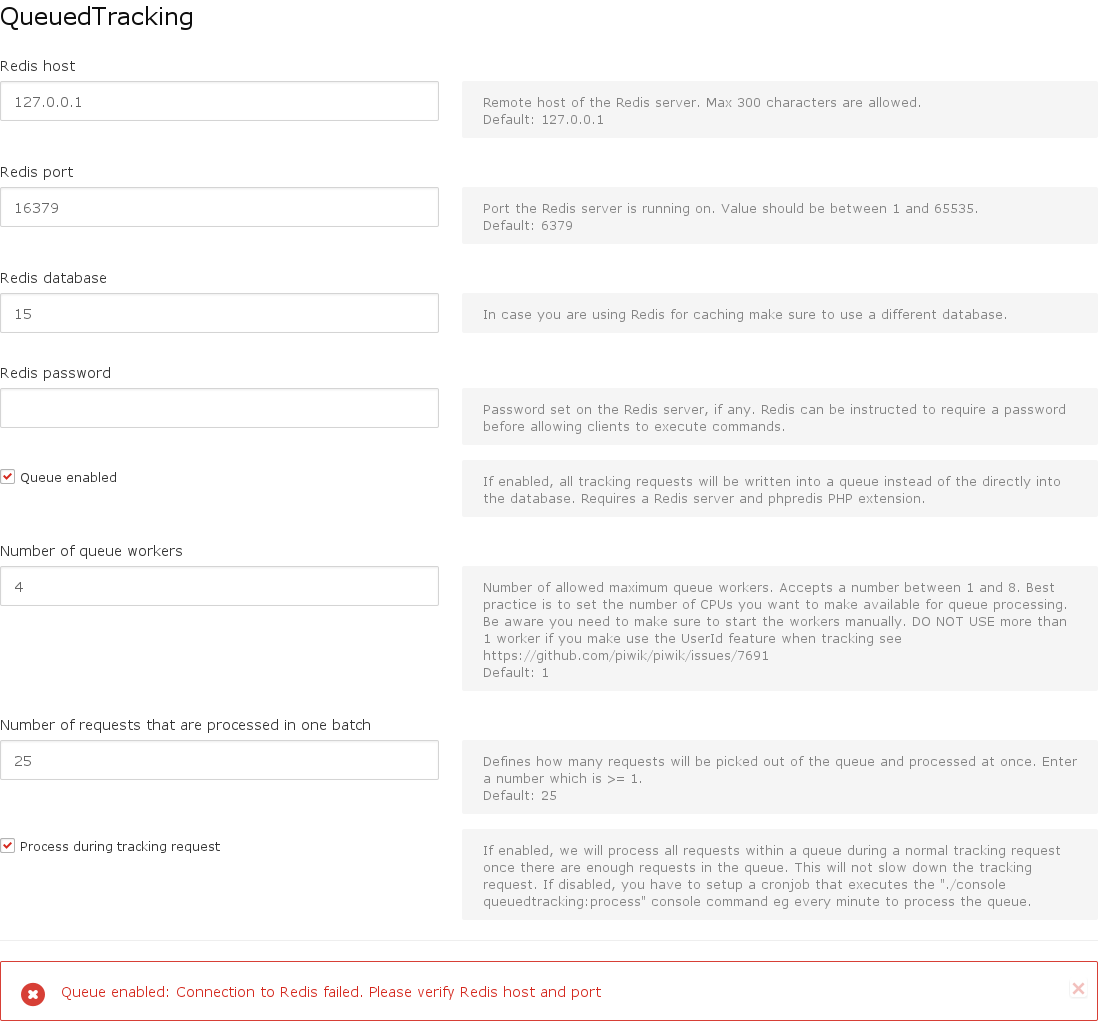 QueuedTracking
Redis host
127.0.0.1
Remote host of the Redis server. Max 300 characters are allowed.
Default: 127.0.0.1
Redis port
16379
Port the Redis server is running on. Value should be between 1 and 65535.
Default: 6379
Redis database
15
In case you are using Redis for caching make sure to use a different database.
Redis password
Password set on the Redis server, if any. Redis can be instructed to require a password
before allowing clients to execute commands.
Queue enabled
If enabled, all tracking requests will be written into a queue instead of the directly into
the database. Requires a Redis server and phpredis PHP extension.
Number of queue workers
4
Number of allowed maximum queue workers. Accepts a number between 1 and 8. Best
practice is to set the number of CPUs you want to make available for queue processing.
Be aware you need to make sure to start the workers manually. DO NOT USE more than
1 worker if you make use the UserId feature when tracking see
https://github.com/piwik/piwik/issues/7691
Default: 1
Number of requests that are processed in one batch
25
Defines how many requests will be picked out of the queue and processed at once. Enter
a number which is >= 1.
Default: 25
Process during tracking request
If enabled, we will process all requests within a queue during a normal tracking request
once there are enough requests in the queue. This will not slow down the tracking
request. If disabled, you have to setup a cronjob that executes the "./console
queuedtracking:process" console command eg every minute to process the queue.
Queue enabled: Connection to Redis failed. Please verify Redis host and port